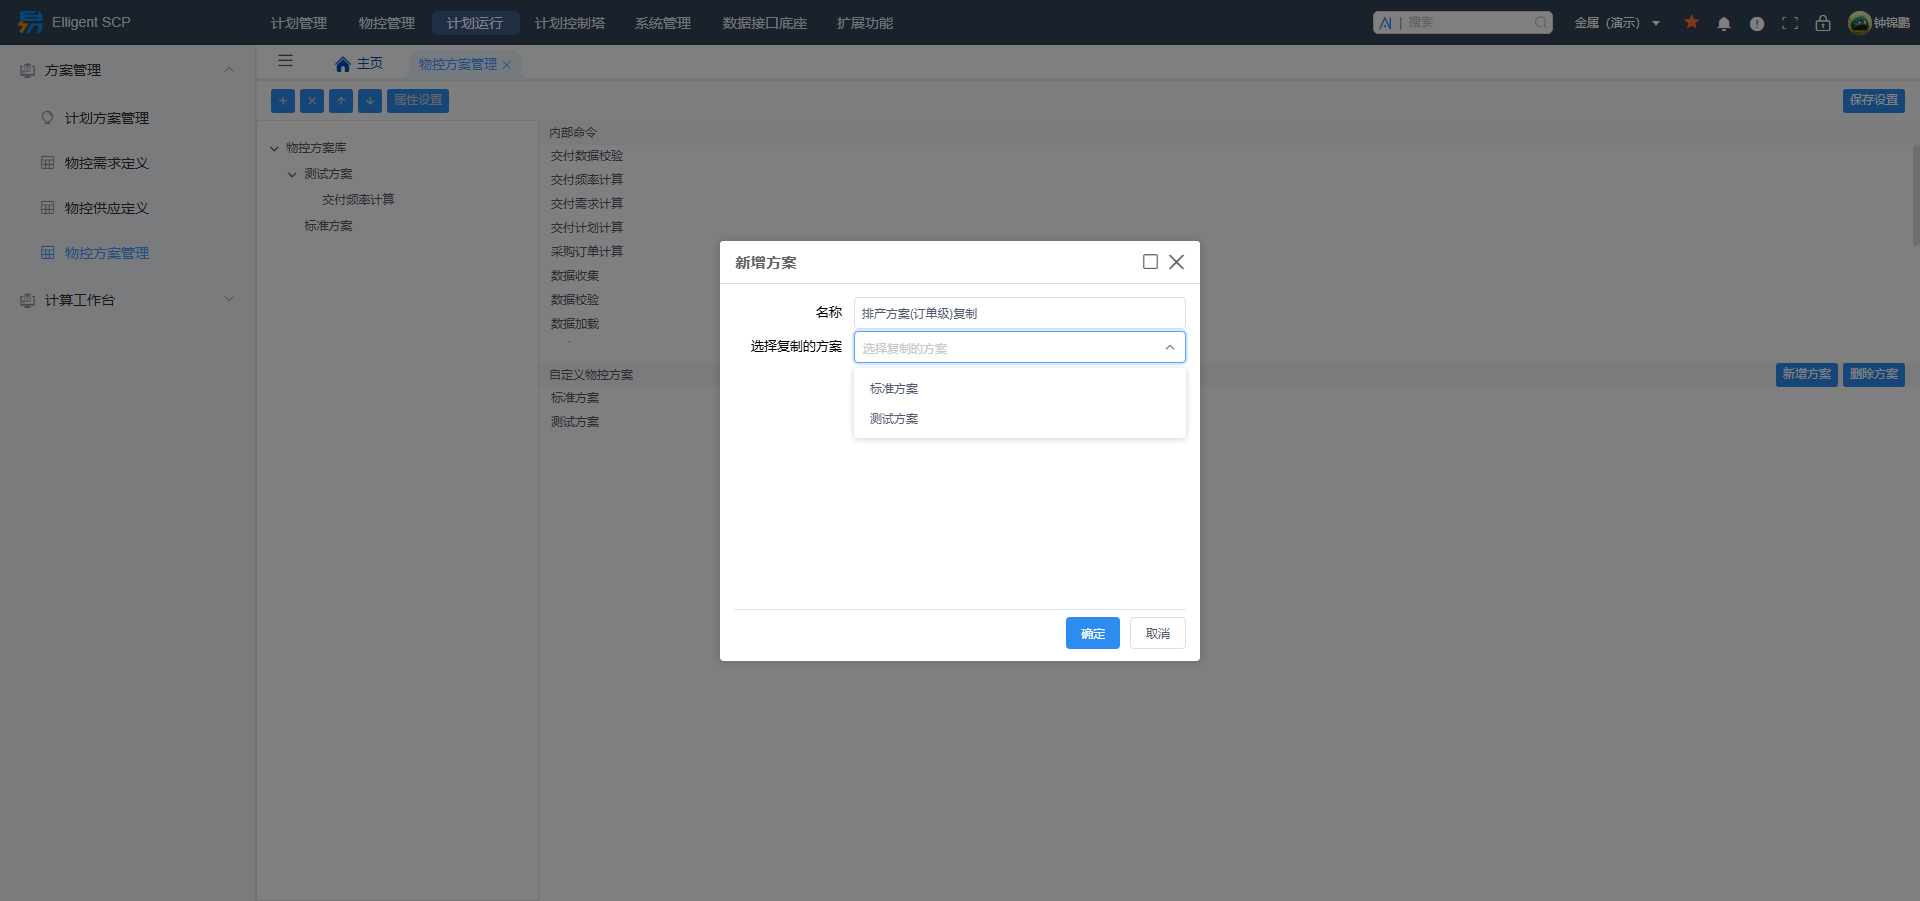 Elligent SCP
计划管理
物控管理
计划运行
计划控制塔
系统管理
数据接口底座
扩展功能
搜索
金属（演示）
钟锦鹏
方案管理
计划方案管理
物控需求定义
物控供应定义
物控方案管理
计算工作台
主页
物控方案管理
属性设置
保存设置
物控方案库
测试方案
交付频率计算
标准方案
内部命令
交付数据校验
交付频率计算
交付需求计算
交付计划计算
采购订单计算
数据收集
数据校验
数据加载
自定义物控方案
新增方案
删除方案
标准方案
测试方案
新增方案
名称
排产方案(订单级)复制
选择复制的方案
选择复制的方案
标准方案
测试方案
确定
取消